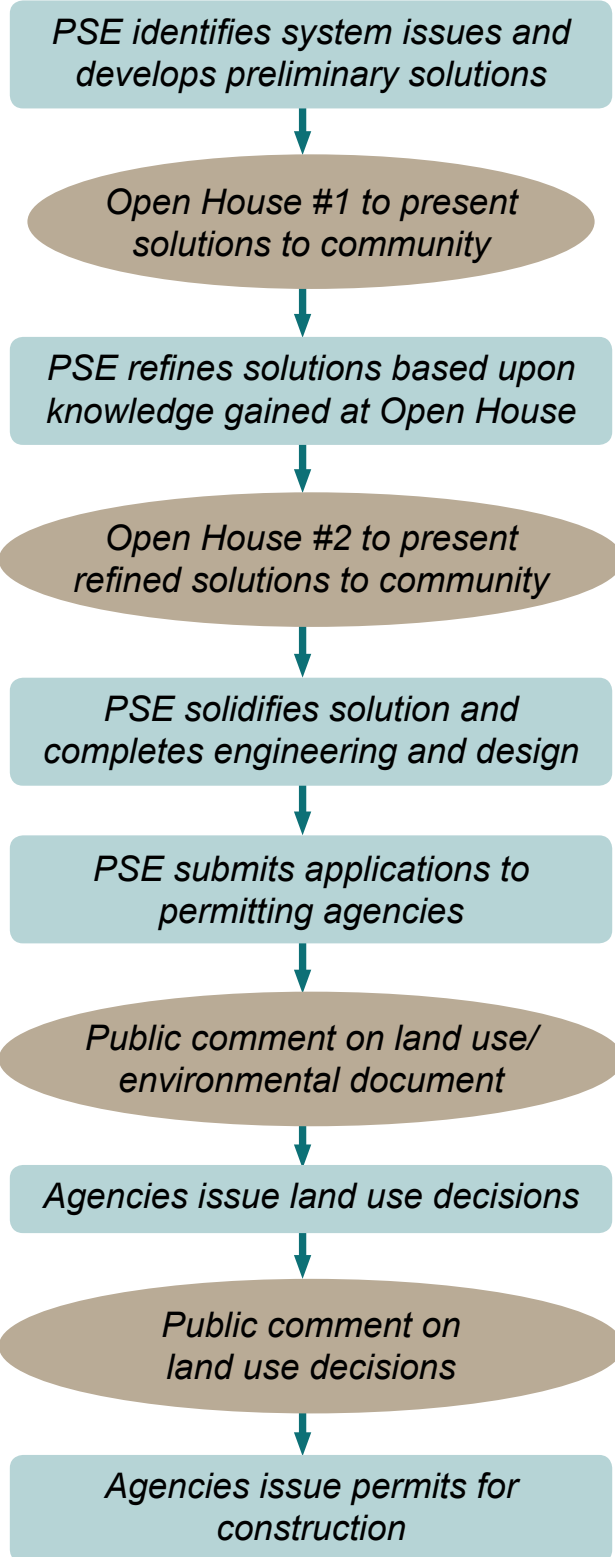 PSE identifies system issues and
develops preliminary solutions
Open House #1 to present
solutions to community
PSE refines solutions based upon
knowledge gained at Open House
Open House #2 to present
refined solutions to community
PSE solidifies solution and
completes engineering and design
PSE submits applications to
permitting agencies
Public comment on land use/
environmental document
Agencies issue land use decisions
Public comment on
land use decisions
Agencies issue permits for
construction